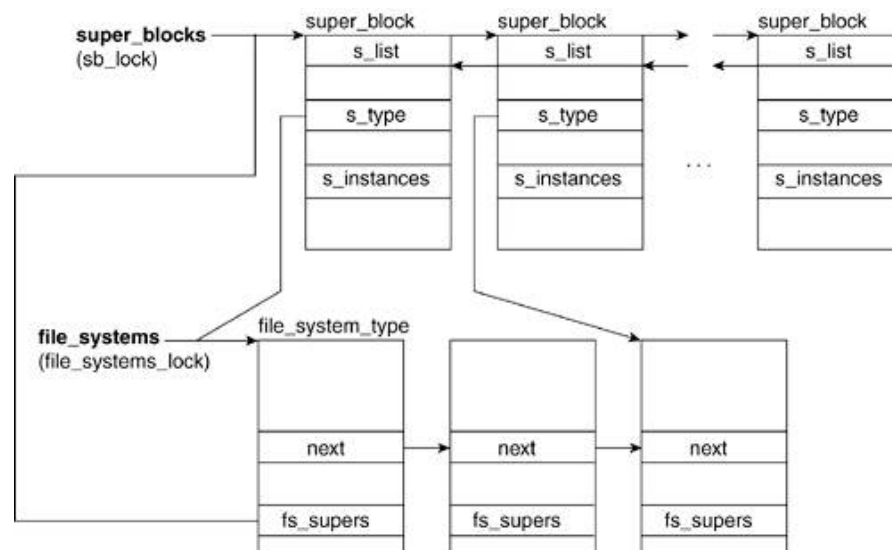 super_block super_block super_block
super_blocks
(sb_lock)
s_list s_list s_list
s_type s_type s_type
. . .
s_instances s_instances s_instances
file_systems
(file_systems_lock)
file_system_type
next next next
fs_supers fs_supers fs_supers